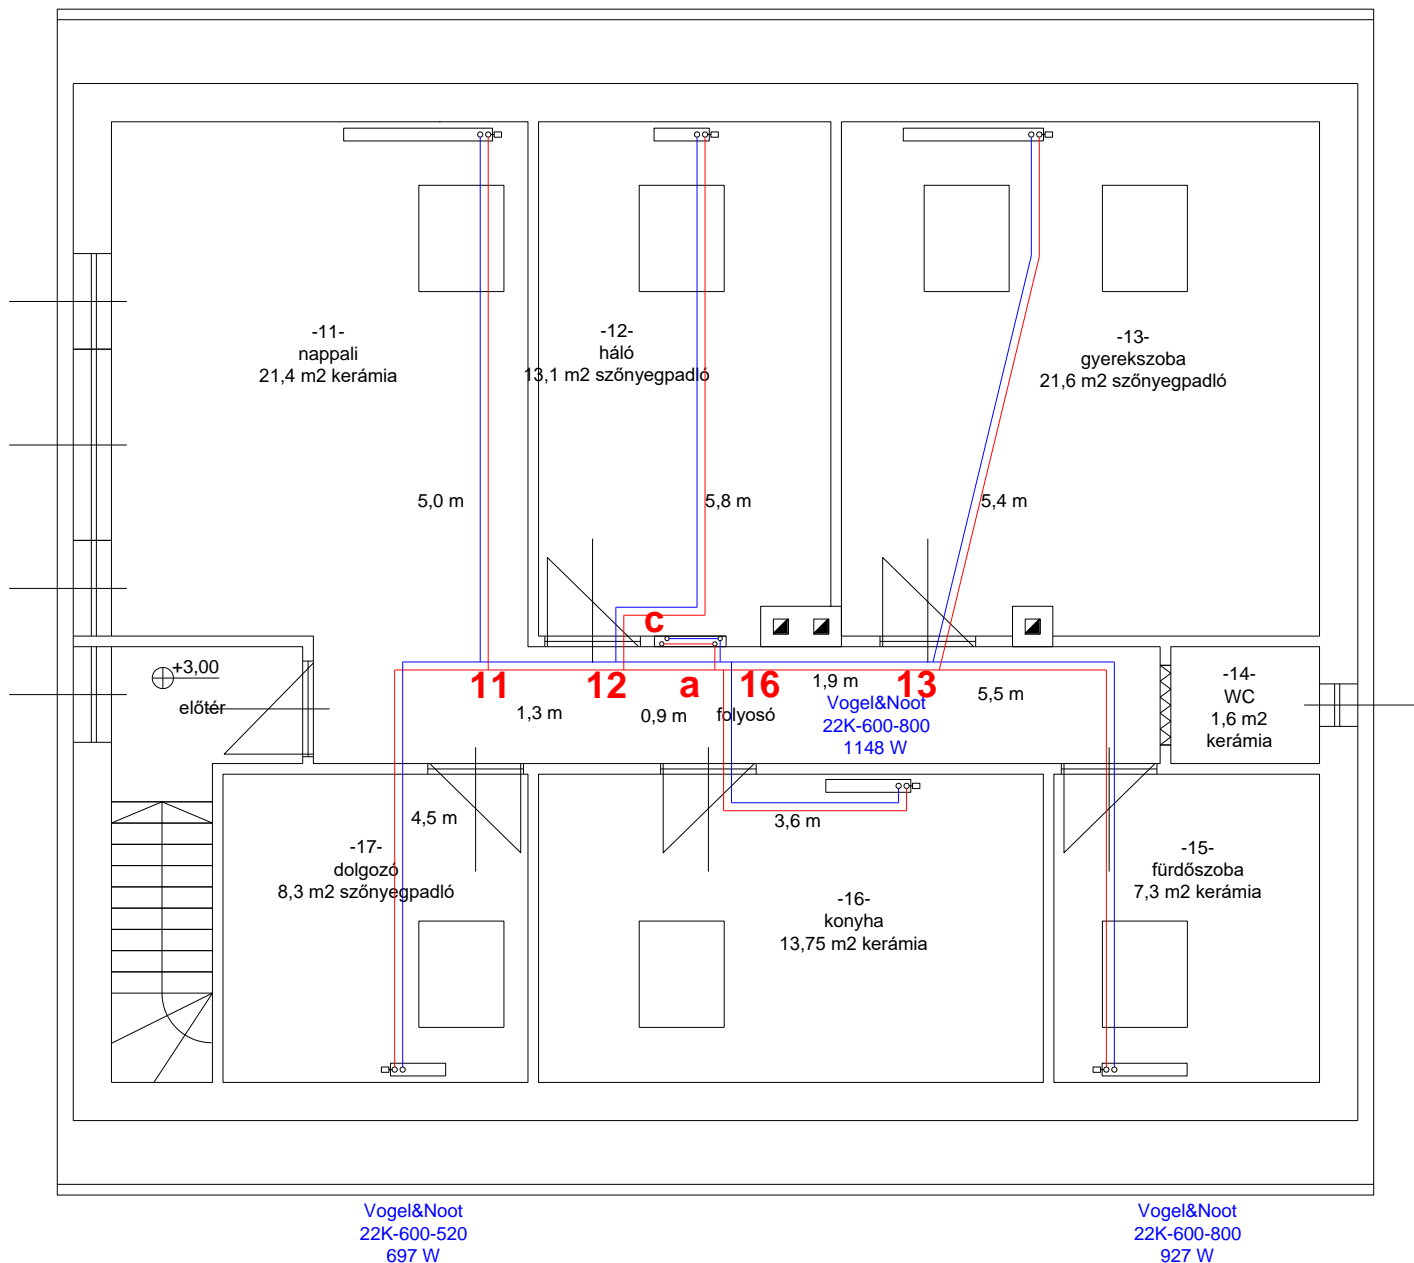 -11-
nappali
21,4 m2 kerámia
-12-
háló
13,1 m2 szőnyegpadló
-13-
gyerekszoba
21,6 m2 szőnyegpadló
5,0 m
5,8 m
5,4 m
c
+3,00
előtér
11
12
a
16
13
1,3 m
0,9 m
folyosó
1,9 m
5,5 m
Vogel&Noot
22K-600-800
1148 W
-14-
WC
1,6 m2
kerámia
4,5 m
3,6 m
-17-
dolgozó
8,3 m2 szőnyegpadló
-16-
konyha
13,75 m2 kerámia
-15-
fürdőszoba
7,3 m2 kerámia
Vogel&Noot
22K-600-520
697 W
Vogel&Noot
22K-600-800
927 W